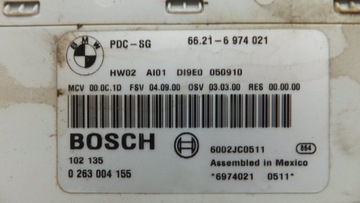 BMW
PDC-SG 66.21-6 974 021
HW02 AI01 DI9E0 050910
MCV 00.0C.1D FSV 04.09.00 OSV 03.03.00 RES 00.00.00
BOSCH
6002JC0511 864
102 135
Assembled in Mexico
0 263 004 155
*6974021 0511*